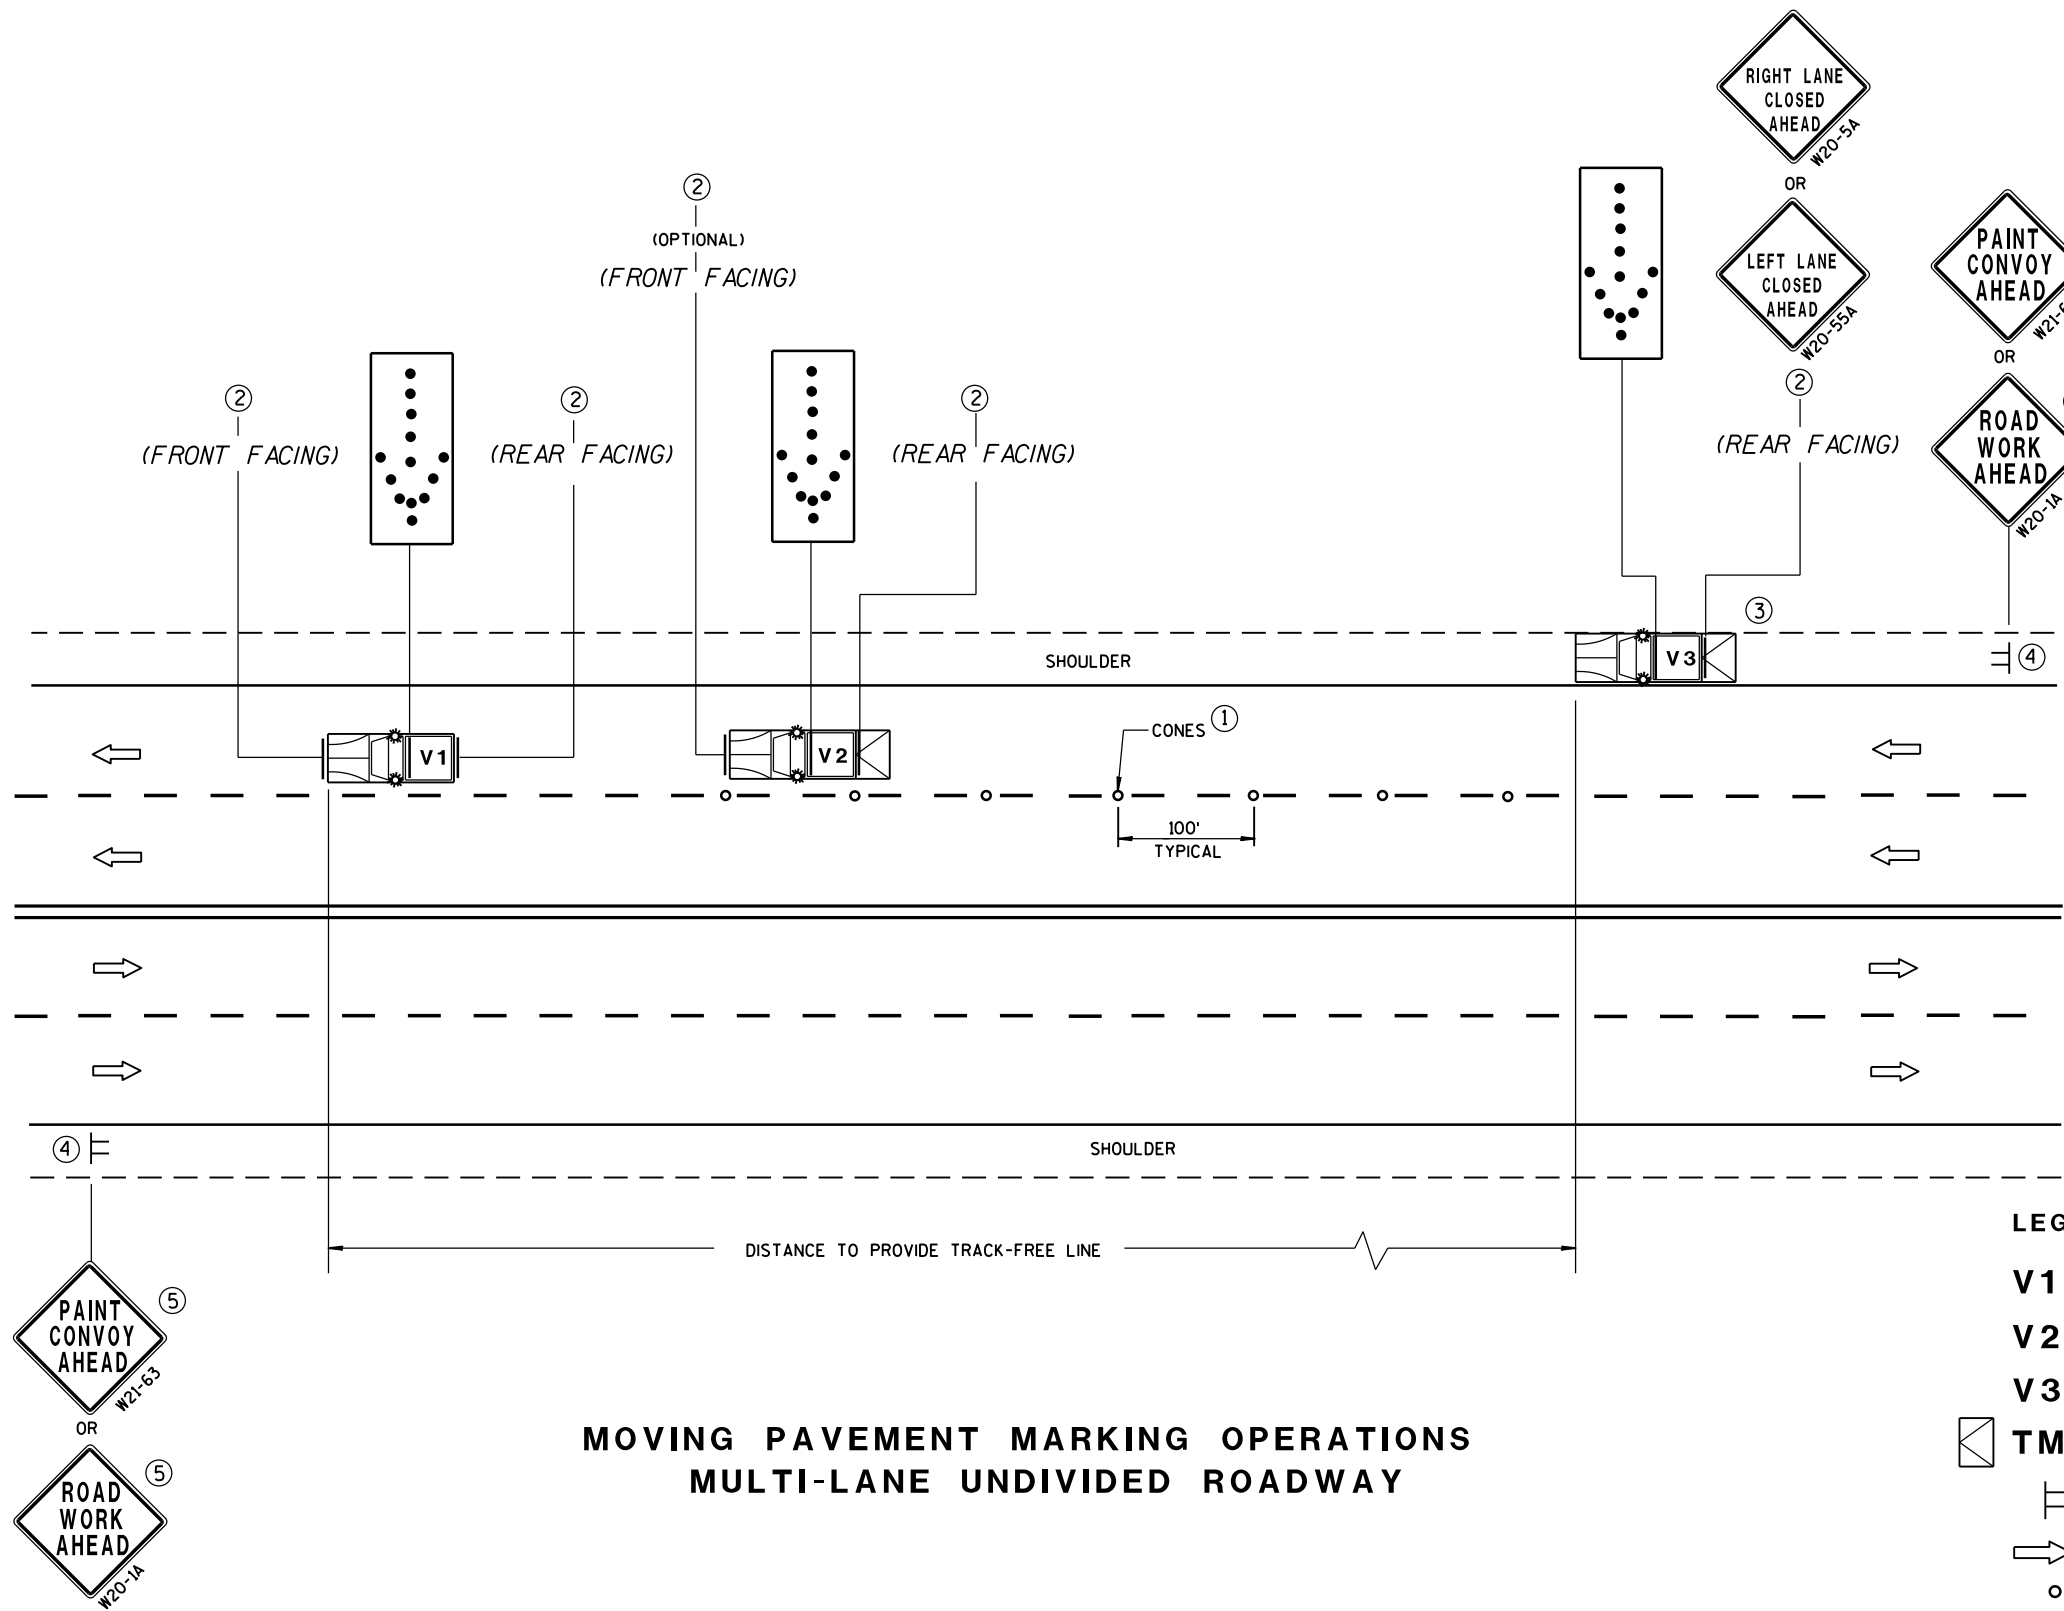 RIGHT LANE
CLOSED
AHEAD
W20-5A
OR
LEFT LANE
CLOSED
AHEAD
W20-55A
②
(REAR FACING)
PAINT
CONVOY
AHEAD
OR
ROAD
WORK
AHEAD
W20-1A
②
(OPTIONAL)
(FRONT FACING)
②
(FRONT FACING)
②
(REAR FACING)
②
(REAR FACING)
③
SHOULDER
V3
④
V1
V2
CONES ①
100'
TYPICAL
④
SHOULDER
DISTANCE TO PROVIDE TRACK-FREE LINE
PAINT
CONVOY
AHEAD
⑤
W21-63
OR
ROAD
WORK
AHEAD
⑤
W20-1A
MOVING PAVEMENT MARKING OPERATIONS
MULTI-LANE UNDIVIDED ROADWAY
V1
V2
V3